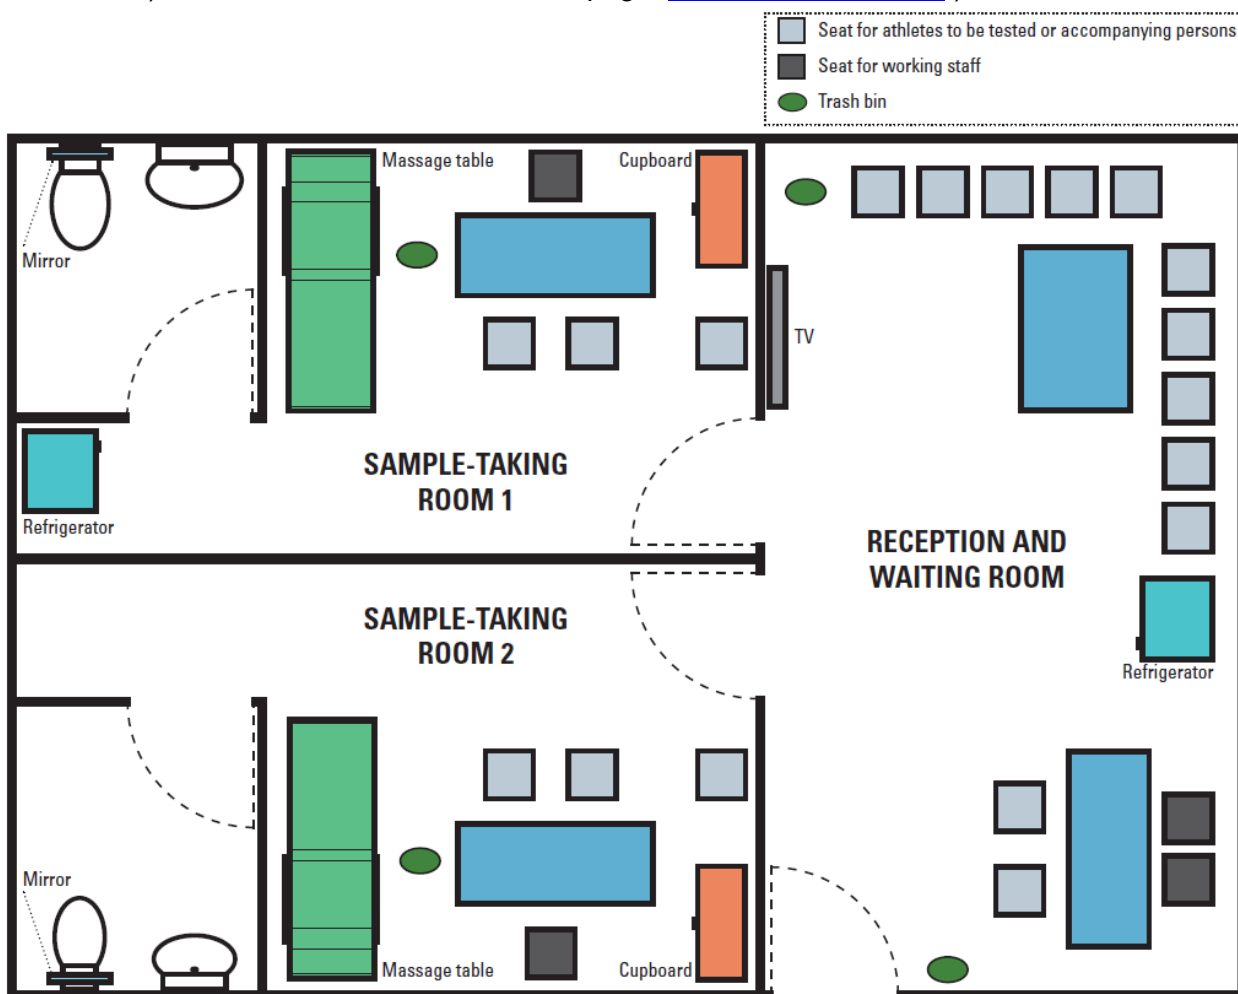 Seat for athletes to be tested or accompanying persons
Seat for working staff
Trash bin
Massage table
Cupboard
Mirror
TV
SAMPLE-TAKING
ROOM 1
Refrigerator
RECEPTION AND
WAITING ROOM
SAMPLE-TAKING
ROOM 2
Refrigerator
Mirror
Massage table
Cupboard